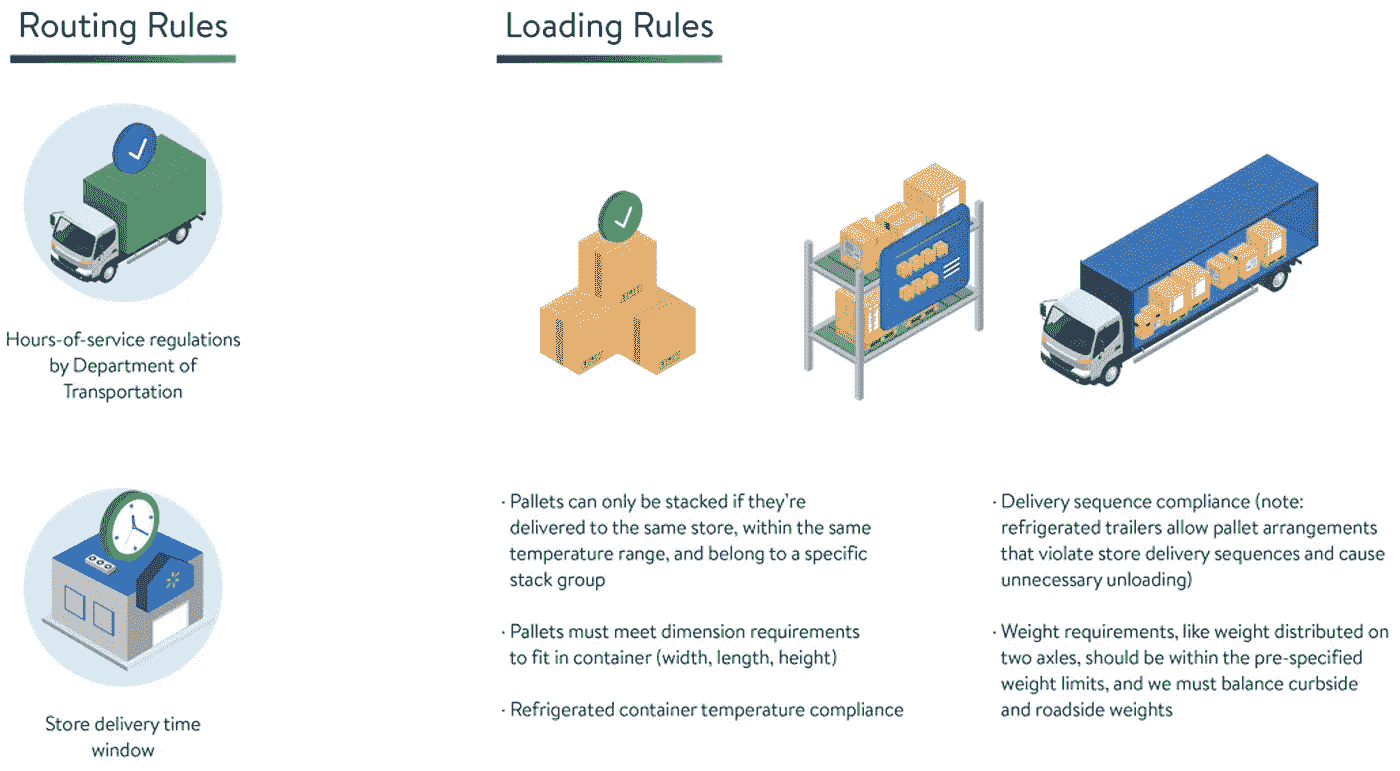 Routing Rules
Hours-of-service regulations
by Department of
Transportation
Store delivery time
window
Loading Rules
· Pallets can only be stacked if they're
delivered to the same store, within the same
temperature range, and belong to a specific
stack group
· Pallets must meet dimension requirements
to fit in container (width, length, height)
· Refrigerated container temperature compliance
· Delivery sequence compliance (note:
refrigerated trailers allow pallet arrangements
that violate store delivery sequences and cause
unnecessary unloading)
· Weight requirements, like weight distributed on
two axles, should be within the pre-specified
weight limits, and we must balance curbside
and roadside weights